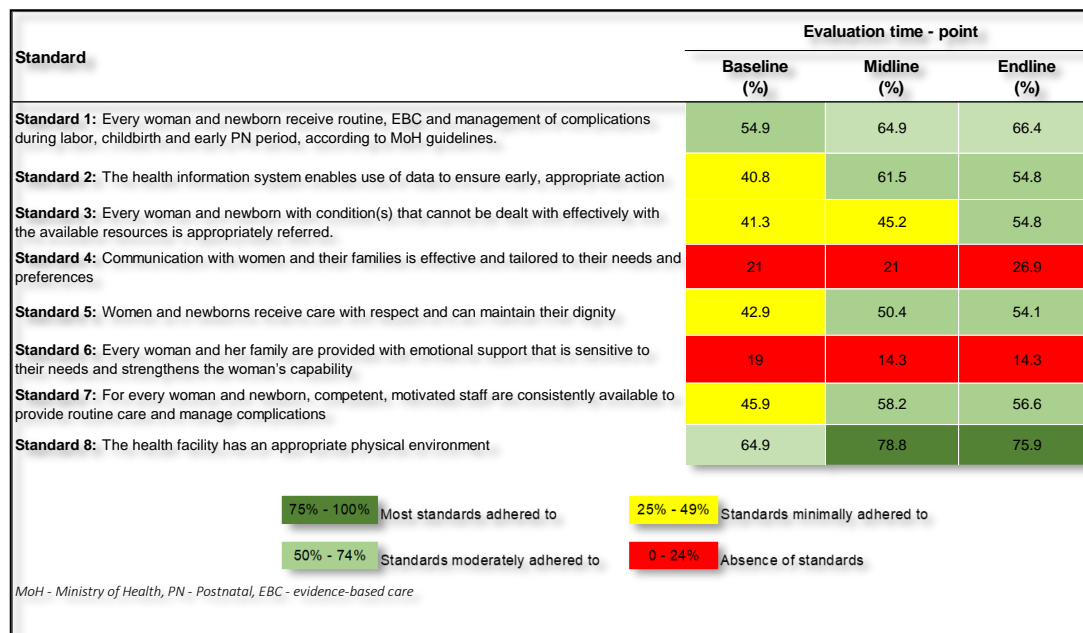 Evaluation time - point
Standard
Baseline (%) Midline (%) Endline (%)
Standard 1: Every woman and newborn receive routine, EBC and management of complications
during labor, childbirth and early PN period, according to MoH guidelines.
54.9 64.9 66.4
Standard 2: The health information system enables use of data to ensure early, appropriate action
40.8 61.5 54.8
Standard 3: Every woman and newborn with condition(s) that cannot be dealt with effectively with
the available resources is appropriately referred.
41.3 45.2 54.8
Standard 4: Communication with women and their families is effective and tailored to their needs and
preferences
21 21 26.9
Standard 5: Women and newborns receive care with respect and can maintain their dignity
42.9 50.4 54.1
Standard 6: Every woman and her family are provided with emotional support that is sensitive to
their needs and strengthens the woman's capability
19 14.3 14.3
Standard 7: For every woman and newborn, competent, motivated staff are consistently available to
provide routine care and manage complications
45.9 58.2 56.6
Standard 8: The health facility has an appropriate physical environment
64.9 78.8 75.9
75% - 100% Most standards adhered to
25% - 49% Standards minimally adhered to
50% - 74% Standards moderately adhered to
0 - 24% Absence of standards
MoH - Ministry of Health, PN - Postnatal, EBC - evidence-based care